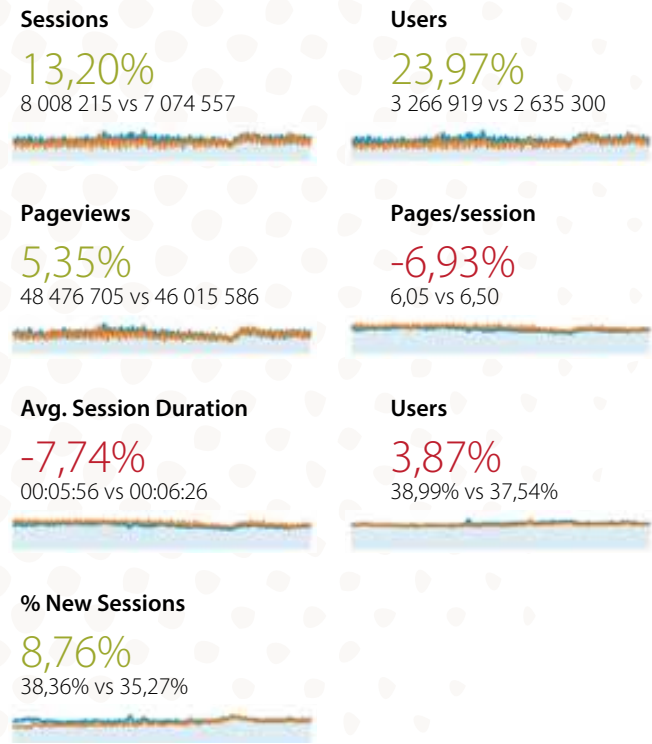 Sessions
13,20%
8 008 215 vs 7 074 557
Users
23,97%
3 266 919 vs 2 635 300
Pageviews
5,35%
48 476 705 vs 46 015 586
Pages/session
-6,93%
6,05 vs 6,50
Avg. Session Duration
-7,74%
00:05:56 vs 00:06:26
Users
3,87%
38,99% vs 37,54%
% New Sessions
8,76%
38,36% vs 35,27%